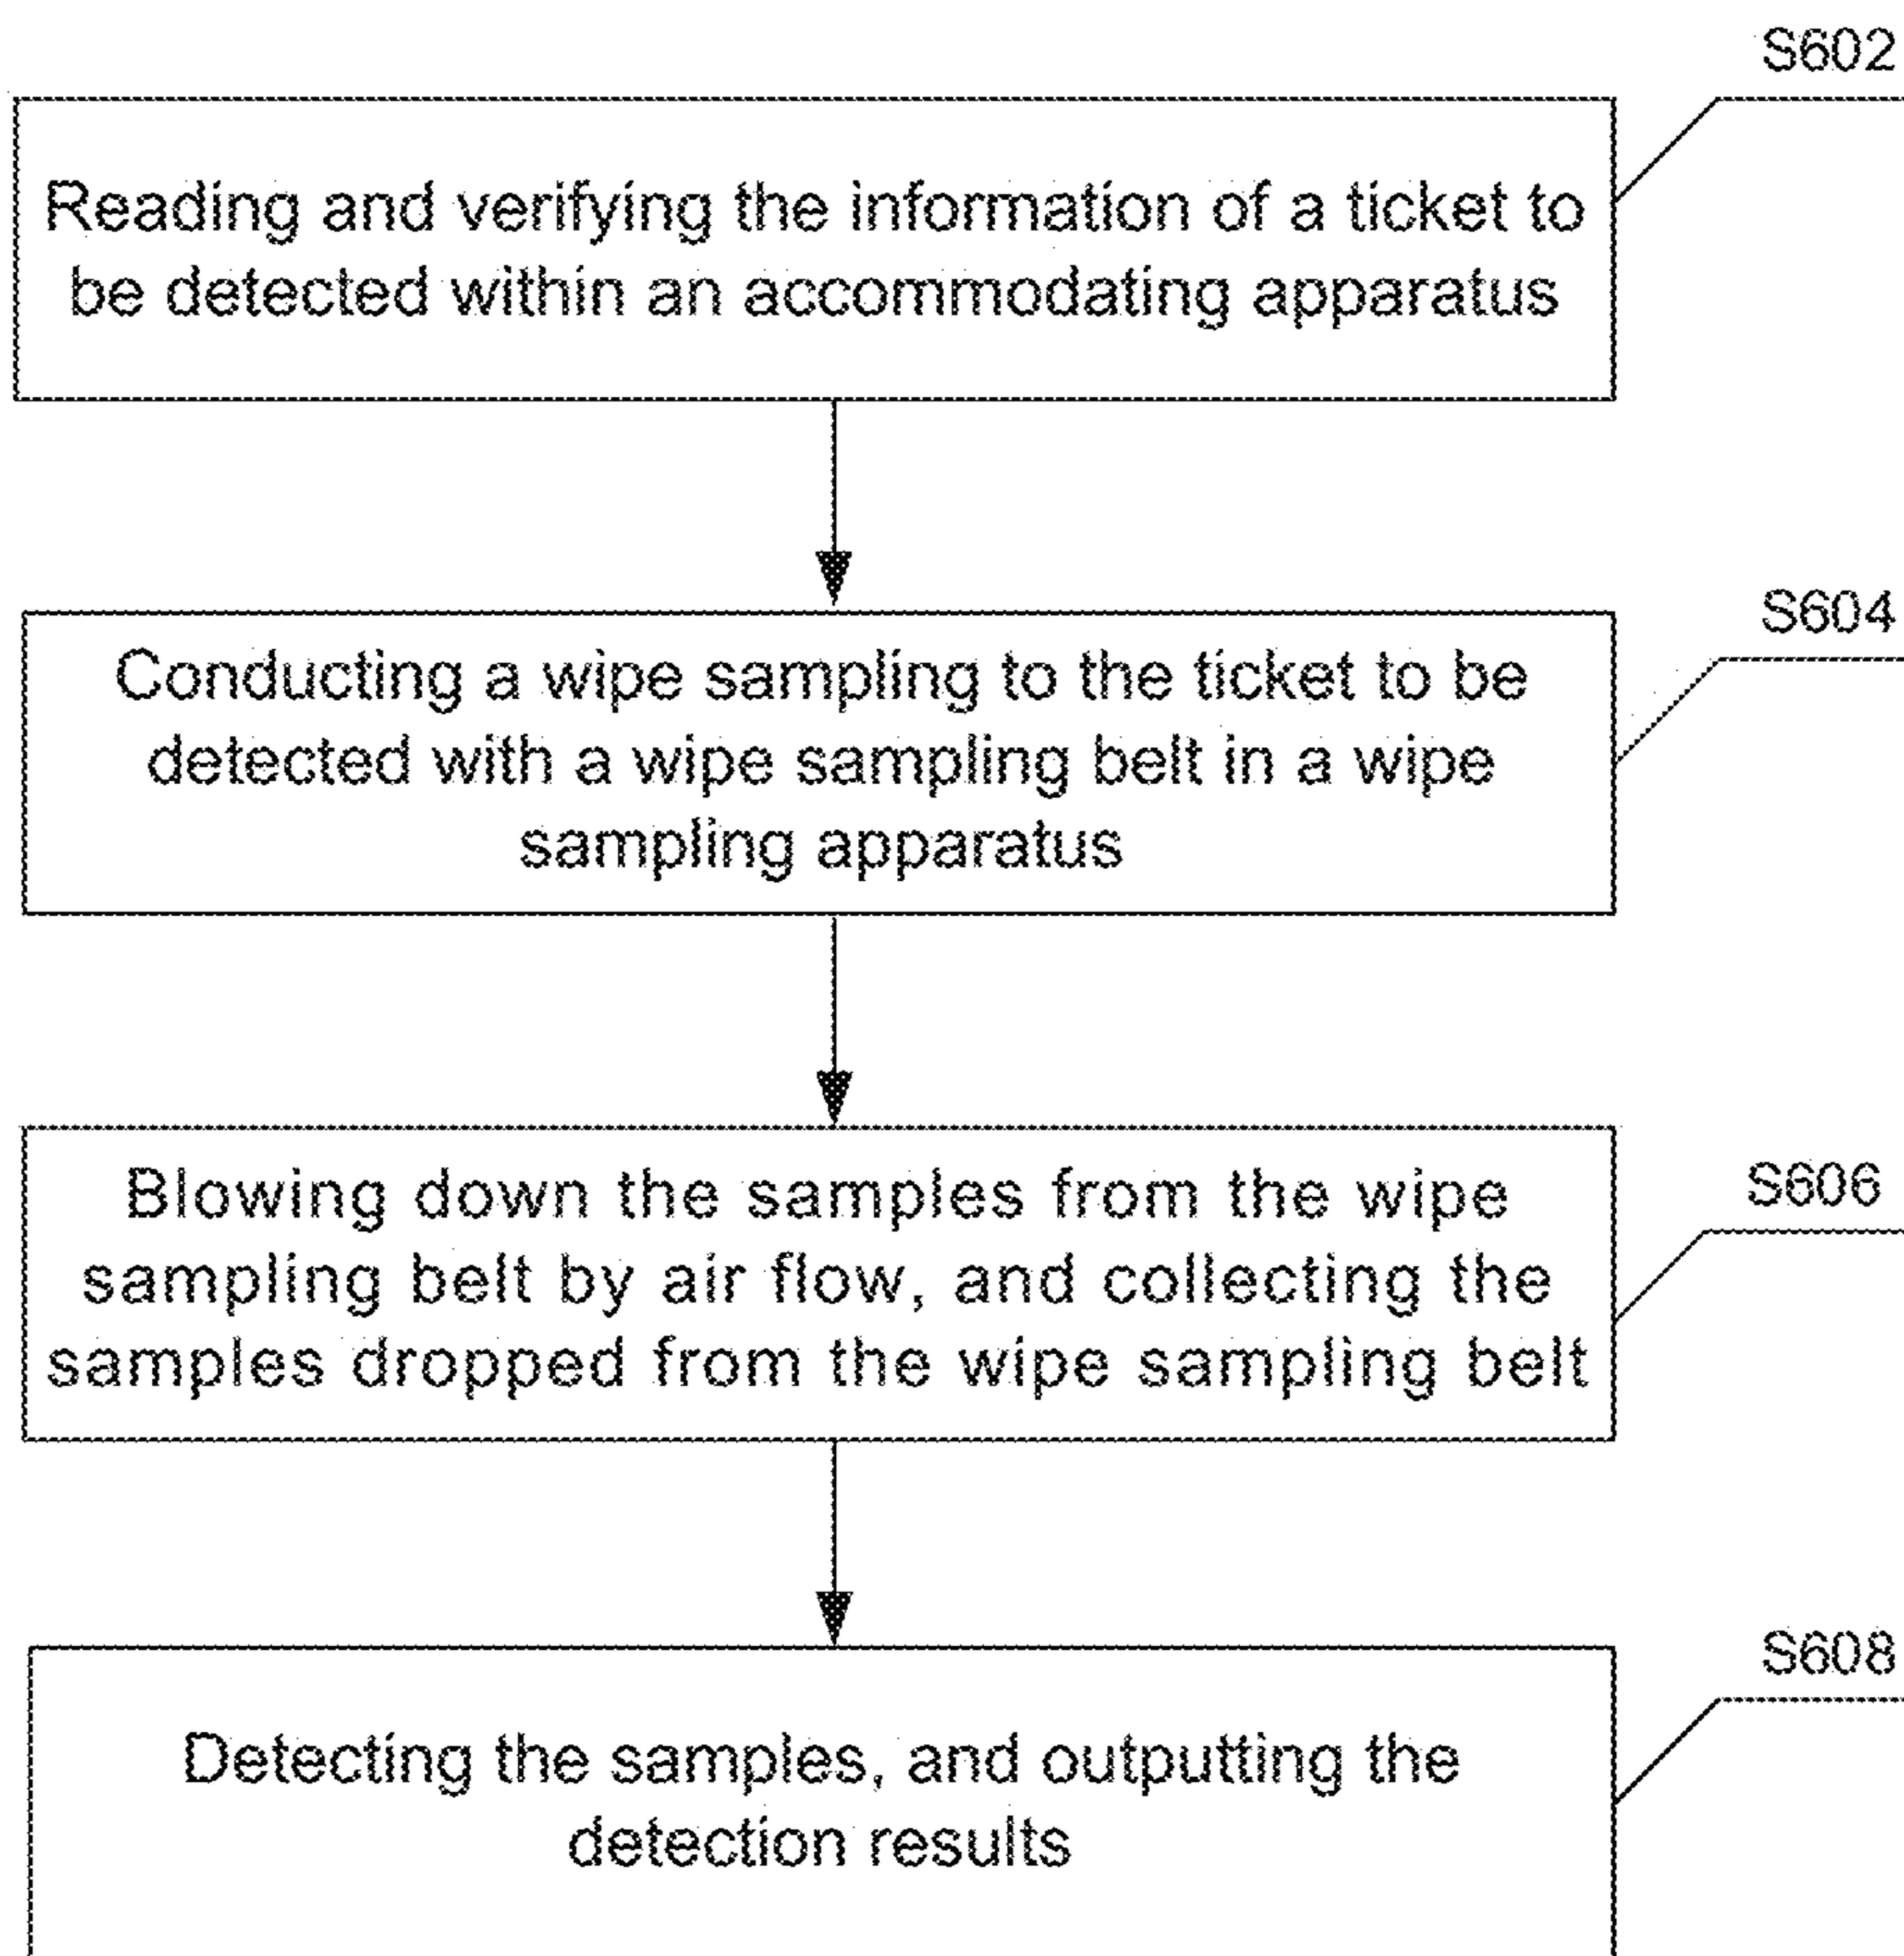 S602
Reading and verifying the information of a ticket to
be detected within an accommodating apparatus
S604
Conducting a wipe sampling to the ticket to be
detected with a wipe sampling belt in a wipe
sampling apparatus
S606
Blowing down the samples from the wipe
sampling belt by air flow, and collecting the
samples dropped from the wipe sampling belt
S608
Detecting the samples, and outputting the
detection results